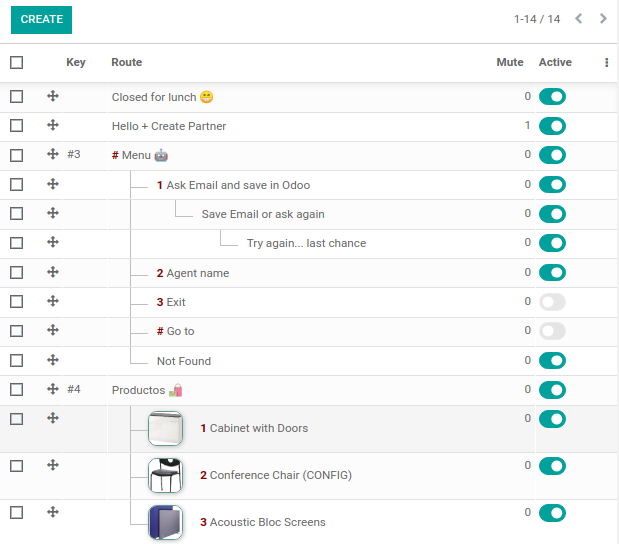 CREATE 1-14 / 14
Key Route Mute Active
Closed for lunch 😁 0
Hello + Create Partner 1
#3 # Menu 🤖 0
1 Ask Email and save in Odoo 0
Save Email or ask again 0
Try again... last chance 0
2 Agent name 0
3 Exit 0
# Go to 0
Not Found 0
#4 Productos 🛍️ 0
1 Cabinet with Doors 0
2 Conference Chair (CONFIG) 0
3 Acoustic Bloc Screens 0